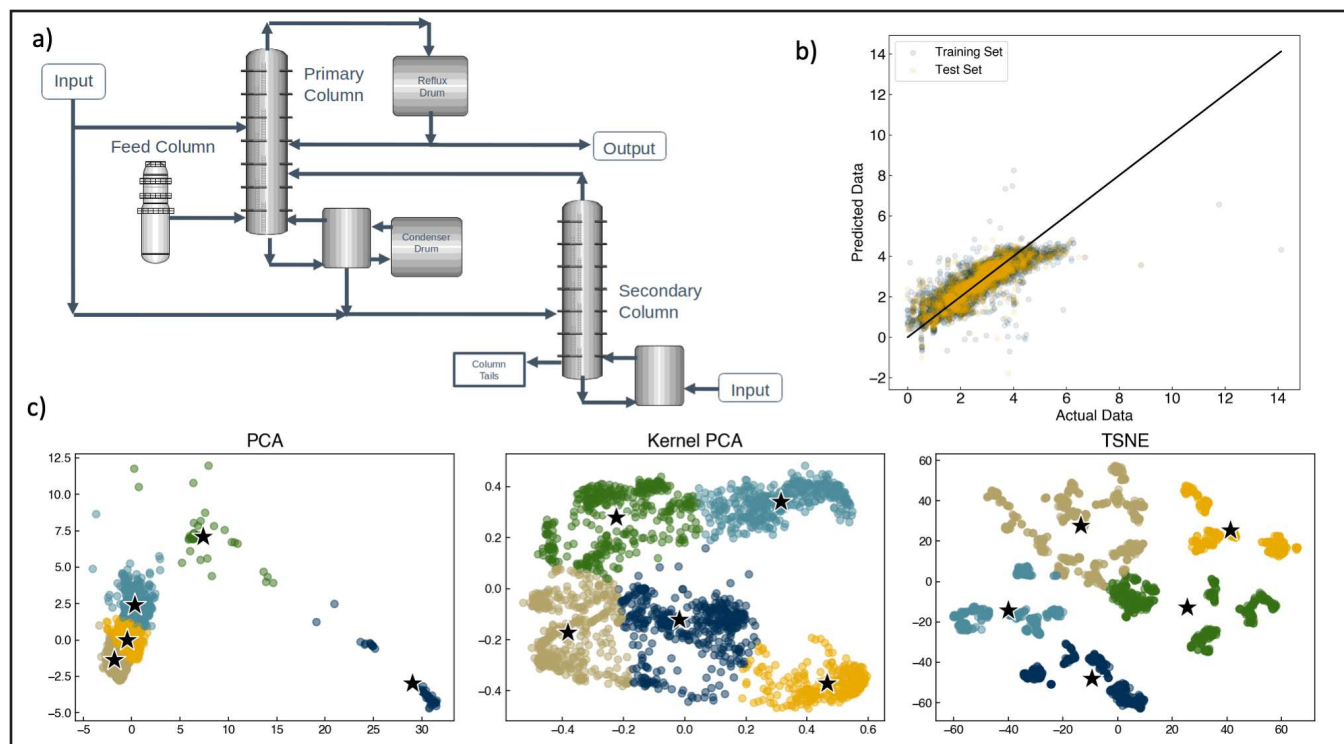 a)
Input
Primary
Column
Reflux
Drum
Feed Column
Output
Condenser
Drum
Secondary
Column
Column
Tails
Input
b)
Training Set
Test Set
14
12
10
8
6
4
2
0
−2
Predicted Data
0 2 4 6 8 10 12 14
Actual Data
c)
PCA
12.5
10.0
7.5
5.0
2.5
0.0
−2.5
−5.0
−5 0 5 10 15 20 25 30
Kernel PCA
0.4
0.2
0.0
−0.2
−0.4
−0.4 −0.2 0.0 0.2 0.4 0.6
TSNE
60
40
20
0
−20
−40
−60
−60 −40 −20 0 20 40 60